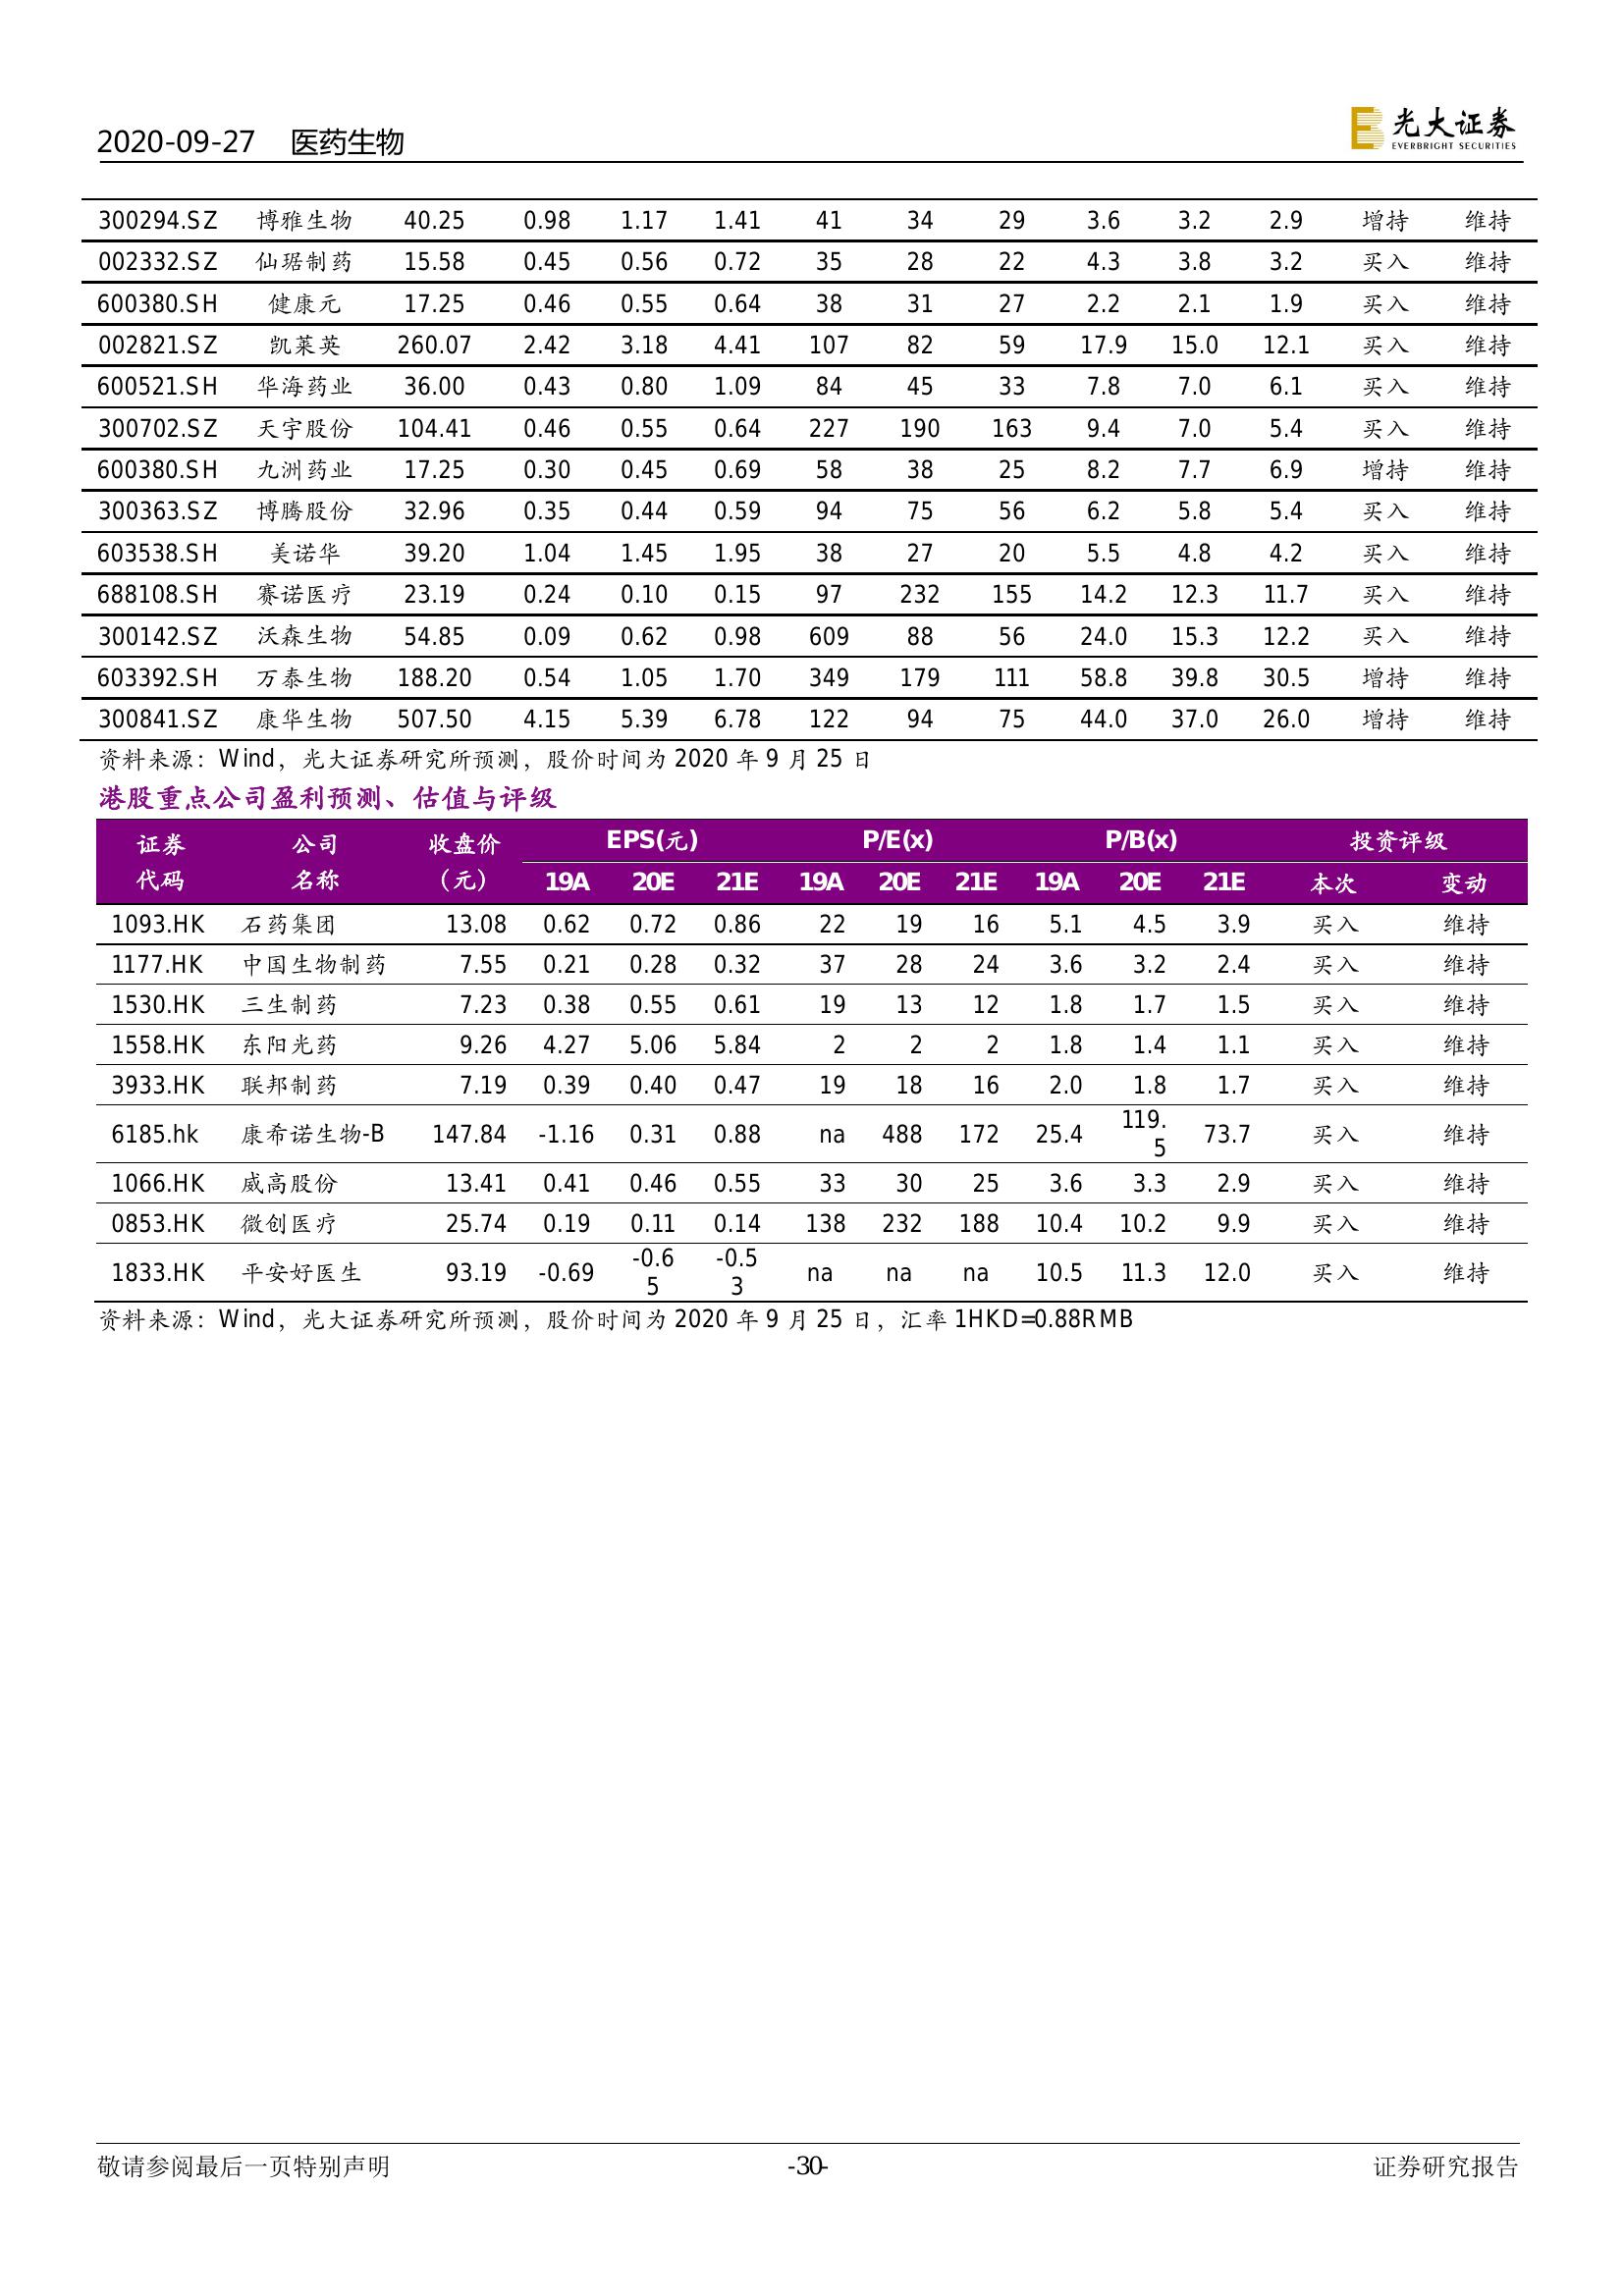 2020-09-27 医药生物
光大证券
EVERBRIGHT SECURITIES
300294.SZ 博雅生物 40.25 0.98 1.17 1.41 41 34 29 3.6 3.2 2.9 增持 维持
002332.SZ 仙琚制药 15.58 0.45 0.56 0.72 35 28 22 4.3 3.8 3.2 买入 维持
600380.SH 健康元 17.25 0.46 0.55 0.64 38 31 27 2.2 2.1 1.9 买入 维持
002821.SZ 凯莱英 260.07 2.42 3.18 4.41 107 82 59 17.9 15.0 12.1 买入 维持
600521.SH 华海药业 36.00 0.43 0.80 1.09 84 45 33 7.8 7.0 6.1 买入 维持
300702.SZ 天宇股份 104.41 0.46 0.55 0.64 227 190 163 9.4 7.0 5.4 买入 维持
600380.SH 九洲药业 17.25 0.30 0.45 0.69 58 38 25 8.2 7.7 6.9 增持 维持
300363.SZ 博腾股份 32.96 0.35 0.44 0.59 94 75 56 6.2 5.8 5.4 买入 维持
603538.SH 美诺华 39.20 1.04 1.45 1.95 38 27 20 5.5 4.8 4.2 买入 维持
688108.SH 赛诺医疗 23.19 0.24 0.10 0.15 97 232 155 14.2 12.3 11.7 买入 维持
300142.SZ 沃森生物 54.85 0.09 0.62 0.98 609 88 56 24.0 15.3 12.2 买入 维持
603392.SH 万泰生物 188.20 0.54 1.05 1.70 349 179 111 58.8 39.8 30.5 增持 维持
300841.SZ 康华生物 507.50 4.15 5.39 6.78 122 94 75 44.0 37.0 26.0 增持 维持
资料来源：Wind，光大证券研究所预测，股价时间为 2020 年 9 月 25 日
港股重点公司盈利预测、估值与评级
证券 公司 收盘价 EPS(元) P/E(x) P/B(x) 投资评级
代码 名称 （元） 19A 20E 21E 19A 20E 21E 19A 20E 21E 本次 变动
1093.HK 石药集团 13.08 0.62 0.72 0.86 22 19 16 5.1 4.5 3.9 买入 维持
1177.HK 中国生物制药 7.55 0.21 0.28 0.32 37 28 24 3.6 3.2 2.4 买入 维持
1530.HK 三生制药 7.23 0.38 0.55 0.61 19 13 12 1.8 1.7 1.5 买入 维持
1558.HK 东阳光药 9.26 4.27 5.06 5.84 2 2 2 1.8 1.4 1.1 买入 维持
3933.HK 联邦制药 7.19 0.39 0.40 0.47 19 18 16 2.0 1.8 1.7 买入 维持
6185.hk 康希诺生物-B 147.84 -1.16 0.31 0.88 na 488 172 25.4 119.5 73.7 买入 维持
1066.HK 威高股份 13.41 0.41 0.46 0.55 33 30 25 3.6 3.3 2.9 买入 维持
0853.HK 微创医疗 25.74 0.19 0.11 0.14 138 232 188 10.4 10.2 9.9 买入 维持
1833.HK 平安好医生 93.19 -0.69 -0.65 -0.53 na na na 10.5 11.3 12.0 买入 维持
资料来源：Wind，光大证券研究所预测，股价时间为 2020 年 9 月 25 日，汇率 1HKD=0.88RMB
敬请参阅最后一页特别声明 -30- 证券研究报告